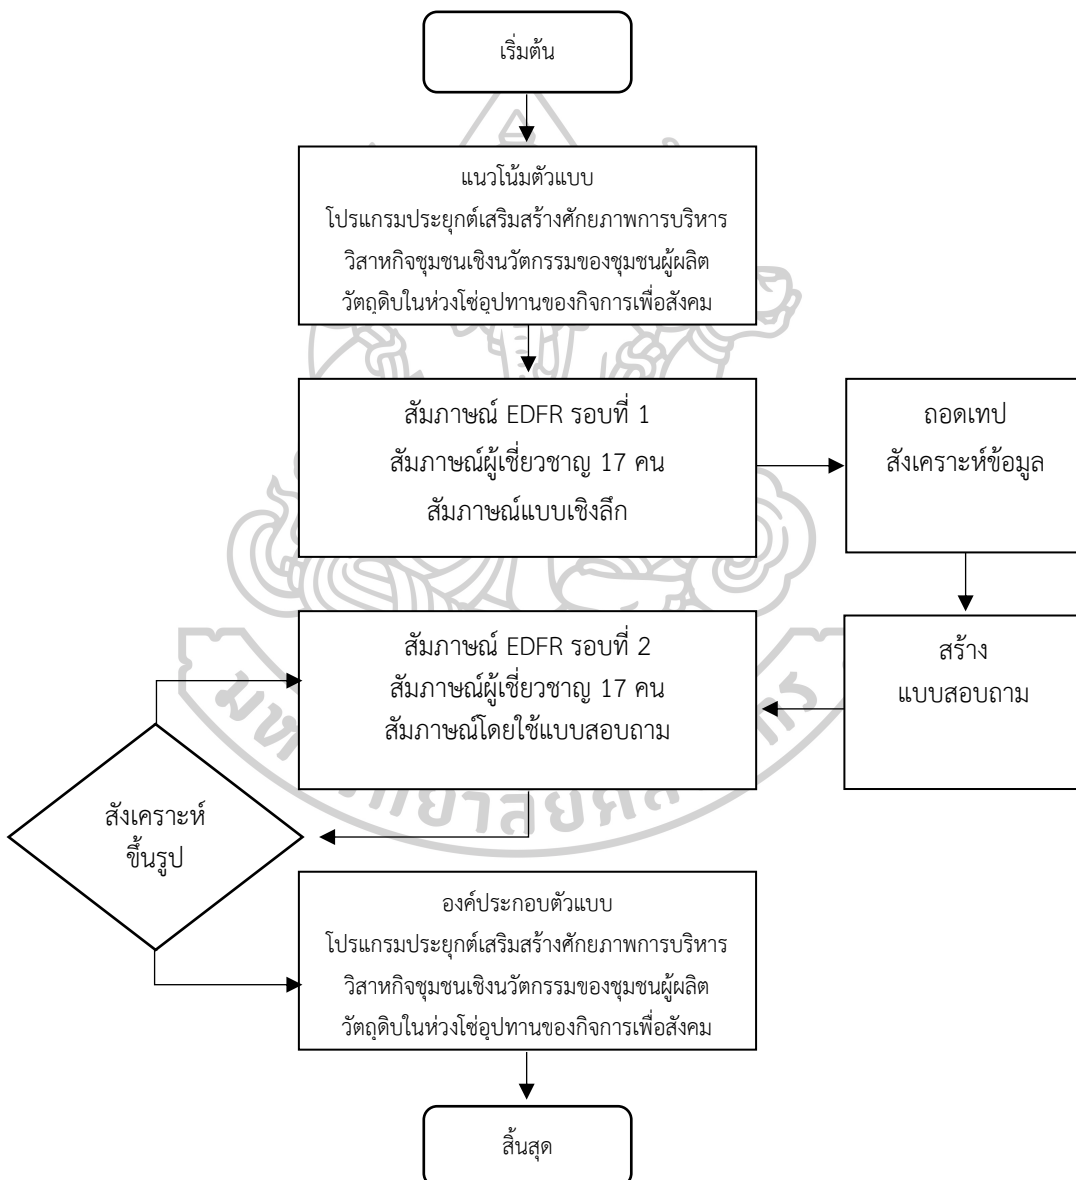 เริ่มต้น
แนวโน้มตัวแบบ
โปรแกรมประยุกต์เสริมสร้างศักยภาพการบริหาร
วิสาหกิจชุมชนเชิงนวัตกรรมของชุมชนผู้ผลิต
วัตถุดิบในห่วงโซ่อุปทานของกิจการเพื่อสังคม
สัมภาษณ์ EDFR รอบที่ 1
สัมภาษณ์ผู้เชี่ยวชาญ 17 คน
สัมภาษณ์แบบเชิงลึก
ถอดเทป
สังเคราะห์ข้อมูล
สร้าง
แบบสอบถาม
สัมภาษณ์ EDFR รอบที่ 2
สัมภาษณ์ผู้เชี่ยวชาญ 17 คน
สัมภาษณ์โดยใช้แบบสอบถาม
สังเคราะห์
ขึ้นรูป
องค์ประกอบตัวแบบ
โปรแกรมประยุกต์เสริมสร้างศักยภาพการบริหาร
วิสาหกิจชุมชนเชิงนวัตกรรมของชุมชนผู้ผลิต
วัตถุดิบในห่วงโซ่อุปทานของกิจการเพื่อสังคม
สิ้นสุด